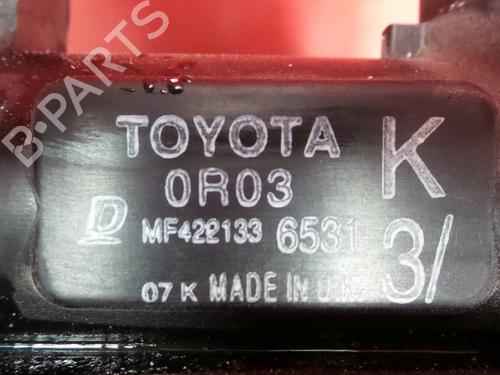 B-PARTS
TOYOTA K
0R03
D MF422133 6531 3/
07 K MADE IN U.K.